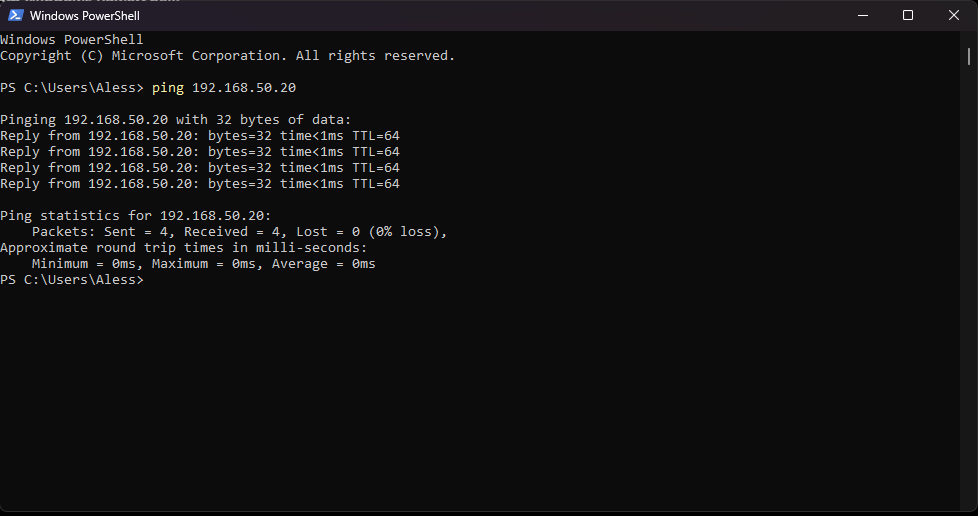 Windows PowerShell
Windows PowerShell
Copyright (C) Microsoft Corporation. All rights reserved.
PS C:\Users\Aless> ping 192.168.50.20
Pinging 192.168.50.20 with 32 bytes of data:
Reply from 192.168.50.20: bytes=32 time<1ms TTL=64
Reply from 192.168.50.20: bytes=32 time<1ms TTL=64
Reply from 192.168.50.20: bytes=32 time<1ms TTL=64
Reply from 192.168.50.20: bytes=32 time<1ms TTL=64
Ping statistics for 192.168.50.20:
    Packets: Sent = 4, Received = 4, Lost = 0 (0% loss),
Approximate round trip times in milli-seconds:
    Minimum = 0ms, Maximum = 0ms, Average = 0ms
PS C:\Users\Aless>